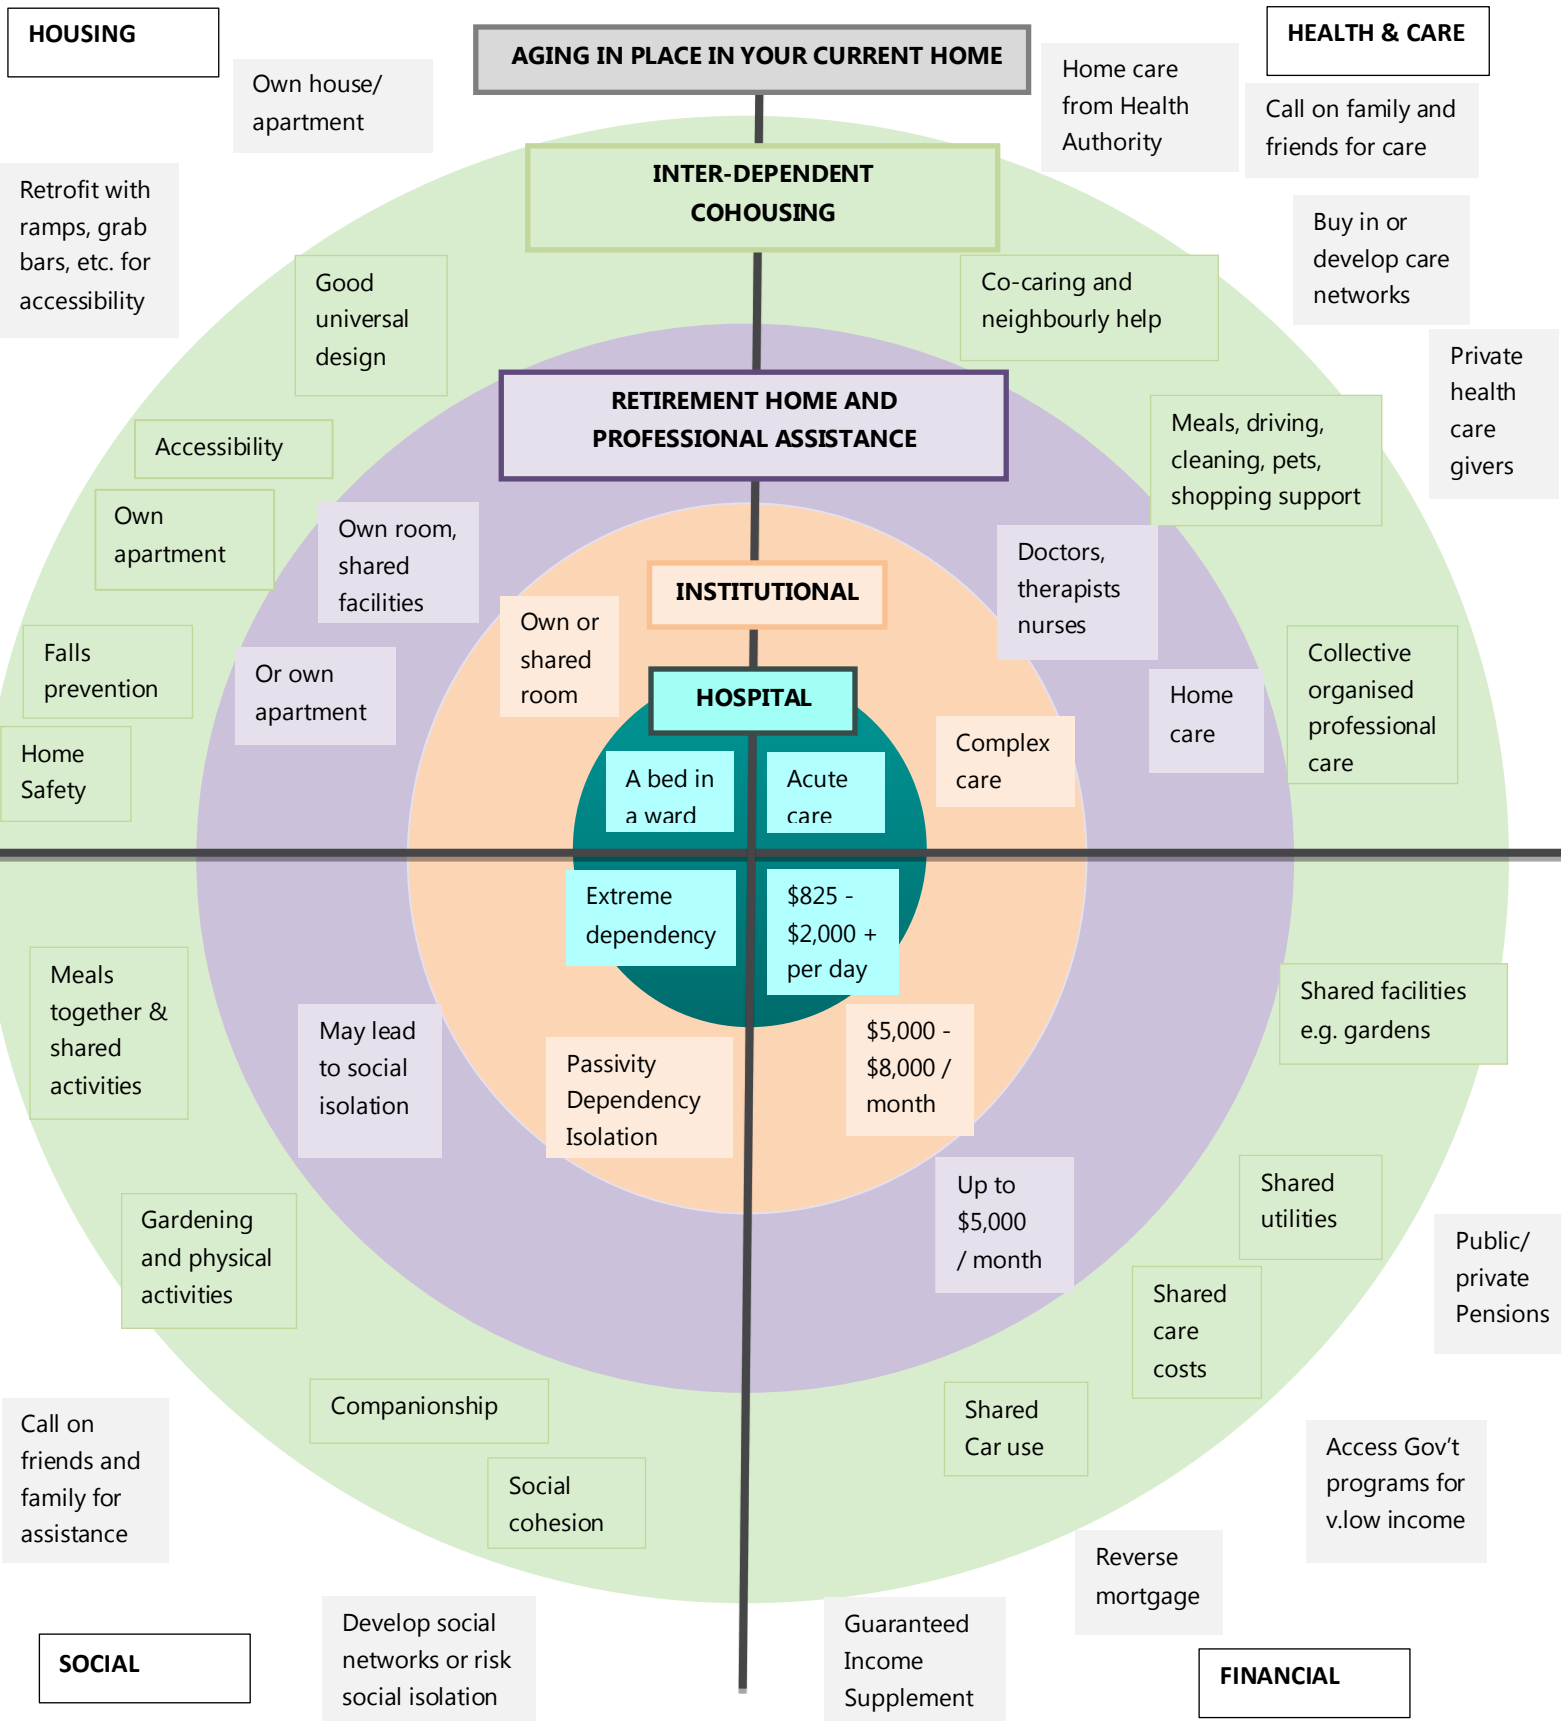 HOUSING
HEALTH & CARE
AGING IN PLACE IN YOUR CURRENT HOME
Own house/
apartment
Home care
from Health
Authority
Call on family and
friends for care
Retrofit with
ramps, grab
bars, etc. for
accessibility
INTER-DEPENDENT
COHOUSING
Buy in or
develop care
networks
Good
universal
design
Co-caring and
neighbourly help
Private
health
care
givers
RETIREMENT HOME AND
PROFESSIONAL ASSISTANCE
Accessibility
Meals, driving,
cleaning, pets,
shopping support
Own
apartment
Own room,
shared
facilities
Doctors,
therapists
nurses
INSTITUTIONAL
Own or
shared
room
Falls
prevention
Or own
apartment
HOSPITAL
Home
care
Collective
organised
professional
care
Home
Safety
A bed in
a ward
Acute
care
Complex
care
Extreme
dependency
$825 -
$2,000 +
per day
Meals
together &
shared
activities
May lead
to social
isolation
Passivity
Dependency
Isolation
$5,000 -
$8,000 /
month
Shared facilities
e.g. gardens
Gardening
and physical
activities
Up to
$5,000
/ month
Shared
utilities
Public/
private
Pensions
Shared
care
costs
Companionship
Shared
Car use
Call on
friends and
family for
assistance
Social
cohesion
Access Gov’t
programs for
v.low income
Reverse
mortgage
SOCIAL
Develop social
networks or risk
social isolation
Guaranteed
Income
Supplement
FINANCIAL